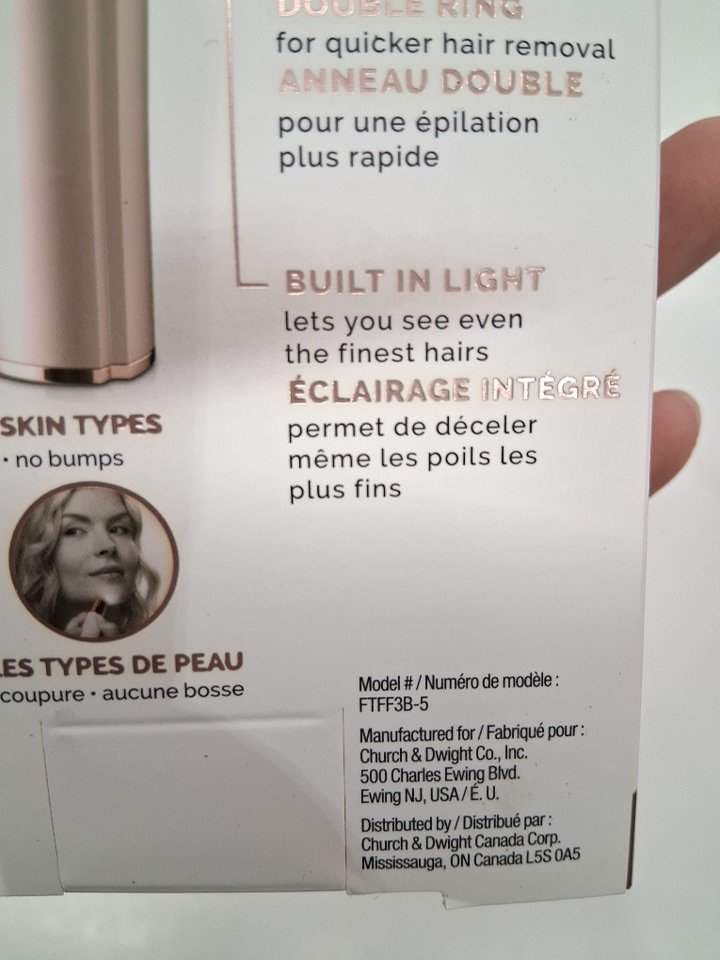 DOUBLE RING
for quicker hair removal
ANNEAU DOUBLE
pour une épilation
plus rapide
BUILT IN LIGHT
lets you see even
the finest hairs
ÉCLAIRAGE INTÉGRÉ
permet de déceler
même les poils les
plus fins
SKIN TYPES
• no bumps
LES TYPES DE PEAU
coupure • aucune bosse
Model # / Numéro de modèle :
FTFF3B-5
Manufactured for / Fabriqué pour :
Church & Dwight Co., Inc.
500 Charles Ewing Blvd.
Ewing NJ, USA / É. U.
Distributed by / Distribué par :
Church & Dwight Canada Corp.
Mississauga, ON Canada L5S 0A5